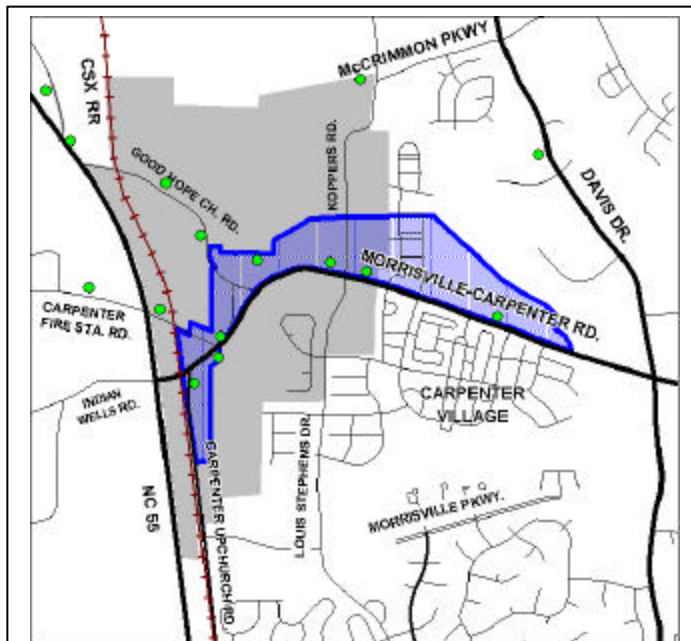 McCRIMMON PKWY
CSX RR
GOOD HOPE CH. RD.
KOPPERS RD.
DAVIS DR.
MORRISVILLE-CARPENTER RD.
CARPENTER
FIRE STA. RD.
INDIAN
WELLS RD.
CARPENTER
VILLAGE
NC 55
CARPENTER UPCHURCH RD.
LOUIS STEPHENS DR.
MORRISVILLE PKWY.